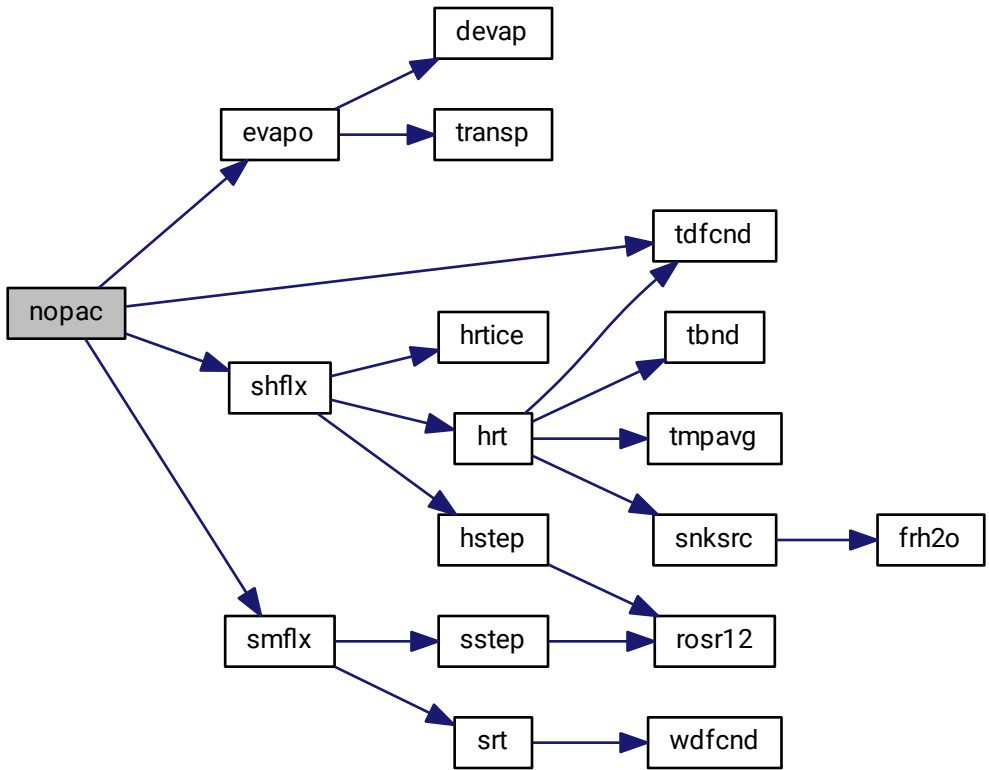 devap
evapo
transp
tdfcnd
nopac
hrtice
tbnd
shflx
hrt
tmpavg
hstep
snksrc
frh2o
smflx
sstep
rosr12
srt
wdfcnd